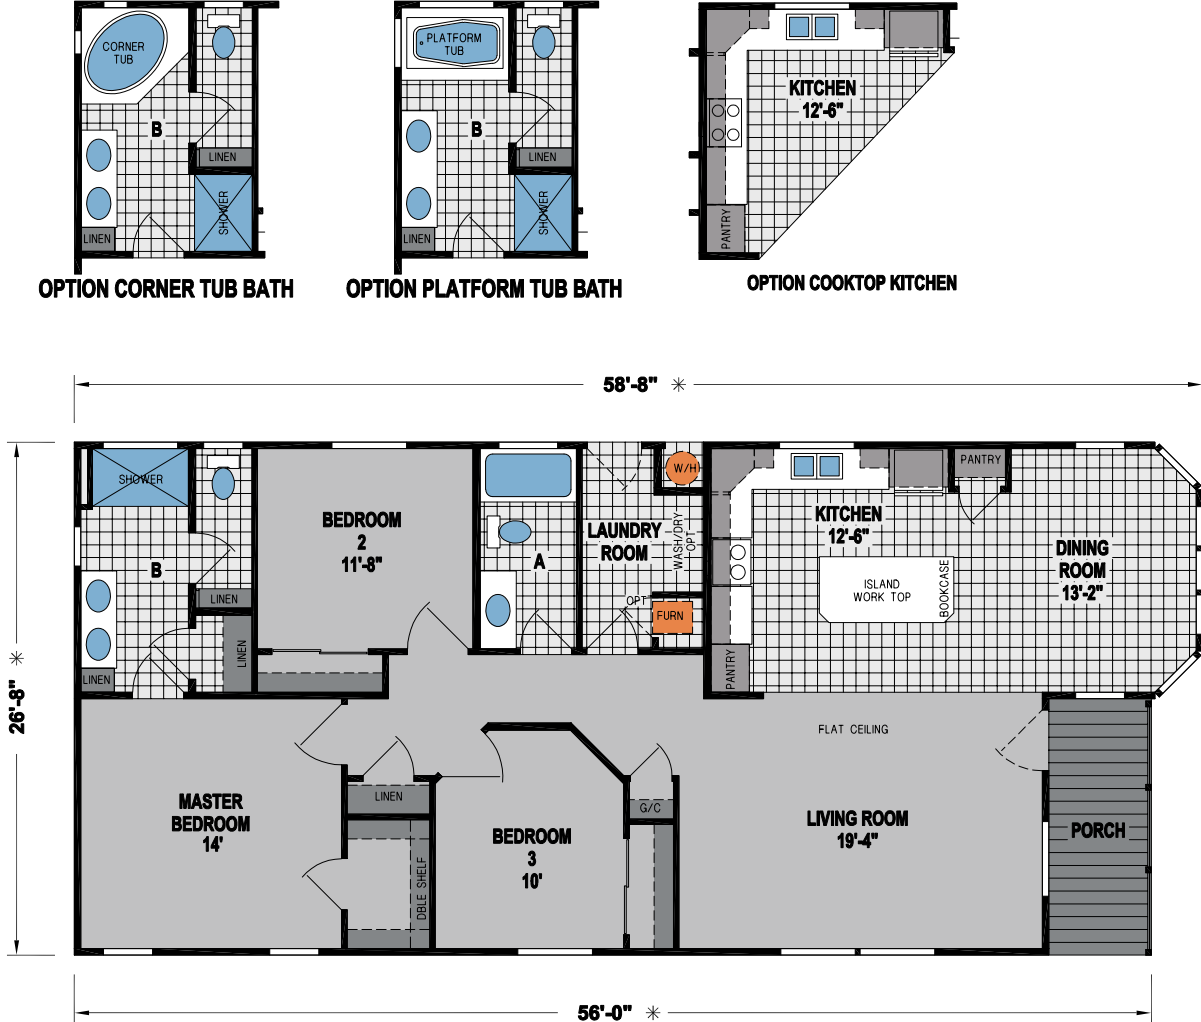 CORNER
TUB
B
LINEN
LINEN
SHOWER
OPTION CORNER TUB BATH
PLATFORM
TUB
B
LINEN
LINEN
SHOWER
OPTION PLATFORM TUB BATH
KITCHEN
12'-6"
PANTRY
OPTION COOKTOP KITCHEN
58'-8" ✳
26'-8" ✳
SHOWER
B
LINEN
LINEN
LINEN
BEDROOM
2
11'-8"
A
LAUNDRY
ROOM
W/H
WASH/DRY
OPT
OPT
FURN
KITCHEN
12'-6"
PANTRY
PANTRY
ISLAND
WORK TOP
BOOKCASE
DINING
ROOM
13'-2"
FLAT CEILING
MASTER
BEDROOM
14'
LINEN
DBLE SHELF
BEDROOM
3
10'
G/C
LIVING ROOM
19'-4"
PORCH
56'-0" ✳